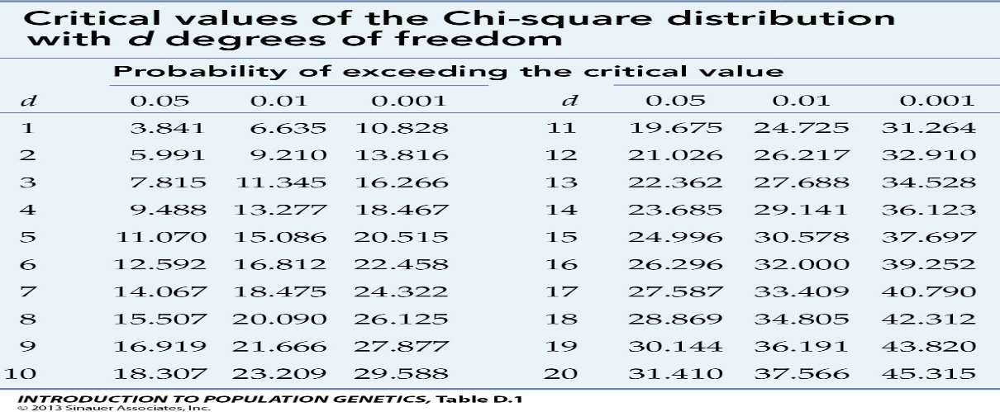 Critical values of the Chi-square distribution
with d degrees of freedom
Probability of exceeding the critical value
d 0.05 0.01 0.001 d 0.05 0.01 0.001
1 3.841 6.635 10.828 11 19.675 24.725 31.264
2 5.991 9.210 13.816 12 21.026 26.217 32.910
3 7.815 11.345 16.266 13 22.362 27.688 34.528
4 9.488 13.277 18.467 14 23.685 29.141 36.123
5 11.070 15.086 20.515 15 24.996 30.578 37.697
6 12.592 16.812 22.458 16 26.296 32.000 39.252
7 14.067 18.475 24.322 17 27.587 33.409 40.790
8 15.507 20.090 26.125 18 28.869 34.805 42.312
9 16.919 21.666 27.877 19 30.144 36.191 43.820
10 18.307 23.209 29.588 20 31.410 37.566 45.315
INTRODUCTION TO POPULATION GENETICS, Table D.1
© 2013 Sinauer Associates, Inc.